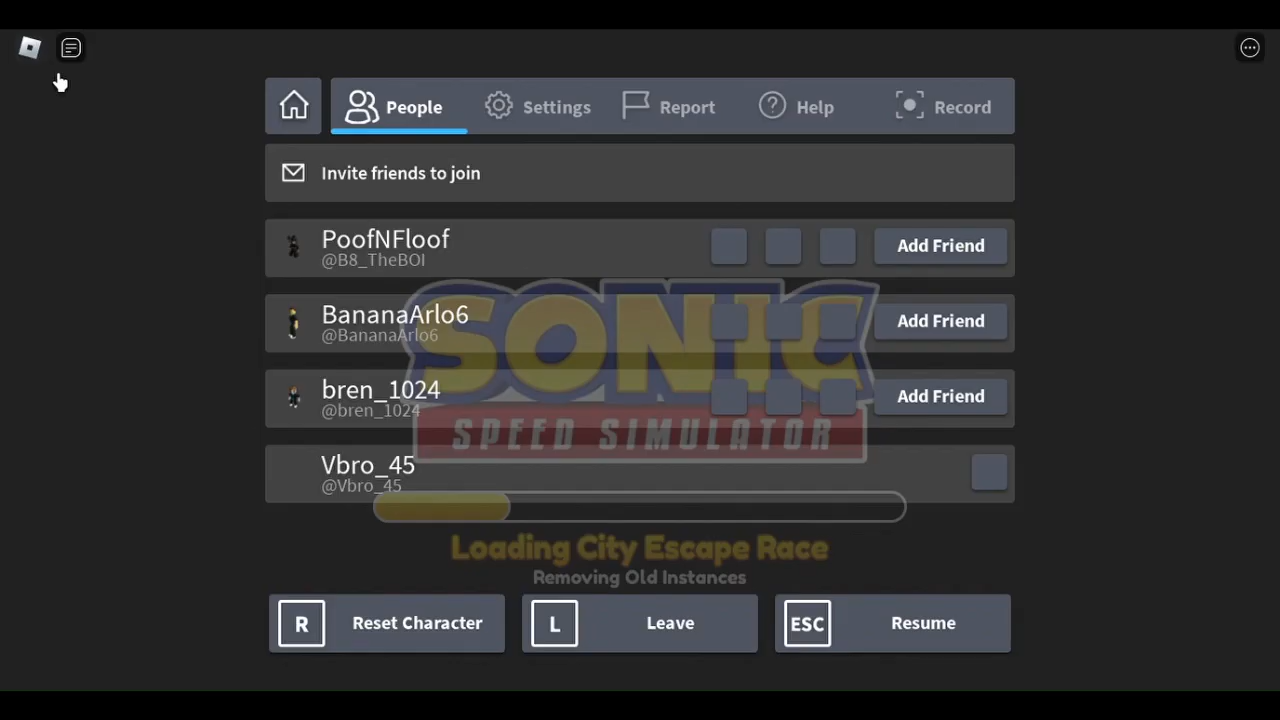 People
Settings
Report
Help
Record
Invite friends to join
PoofNFloof
@B8_TheBOI
Add Friend
BananaArlo6
@BananaArlo6
Add Friend
bren_1024
@bren_1024
Add Friend
SONIC
SPEED SIMULATOR
Vbro_45
@Vbro_45
Loading City Escape Race
Removing Old Instances
R Reset Character
L Leave
ESC Resume